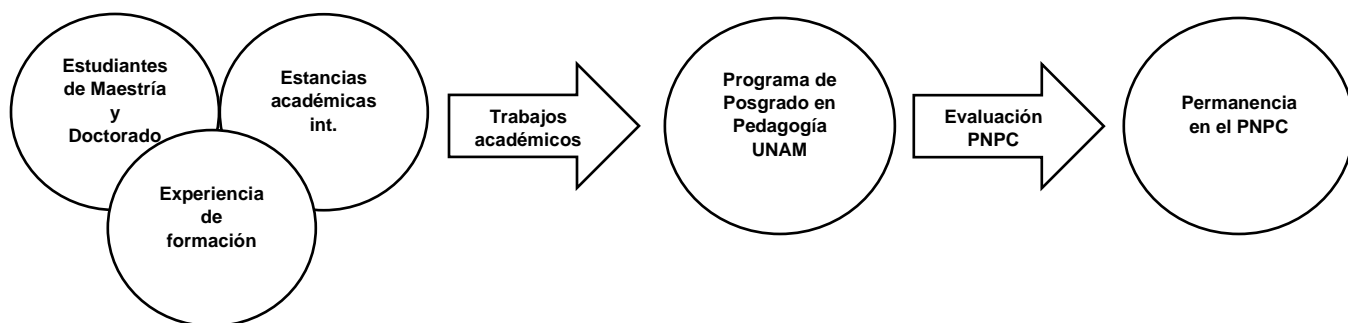 Estudiantes
de Maestría
y
Doctorado
Estancias
académicas
int.
Experiencia
de
formación
Trabajos
académicos
Programa de
Posgrado en
Pedagogía
UNAM
Evaluación
PNPC
Permanencia
en el PNPC